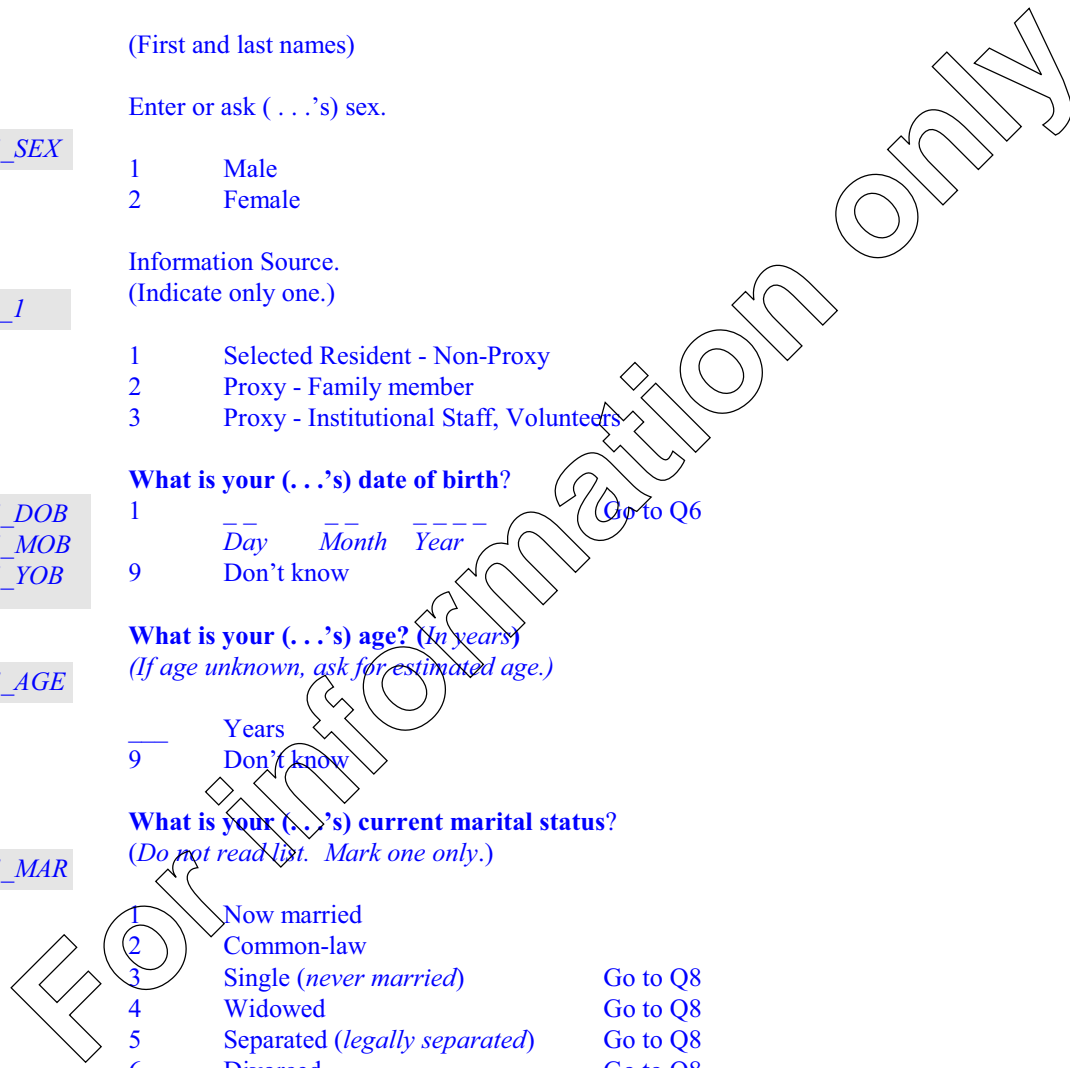 (First and last names)
Enter or ask ( . . .'s) sex.
_SEX
1 Male
2 Female
Information Source.
(Indicate only one.)
_1
1 Selected Resident - Non-Proxy
2 Proxy - Family member
3 Proxy - Institutional Staff, Volunteers
What is your (. . .'s) date of birth?
_DOB
1 _ _ _ _ _ _ _ _ Go to Q6
_MOB
Day Month Year
_YOB
9 Don't know
What is your (. . .'s) age? (In years)
(If age unknown, ask for estimated age.)
_AGE
___ Years
9 Don't know
What is your (. . .'s) current marital status?
(Do not read list. Mark one only.)
_MAR
1 Now married
2 Common-law
3 Single (never married) Go to Q8
4 Widowed Go to Q8
5 Separated (legally separated) Go to Q8
6 Divorced Go to Q8
For information only